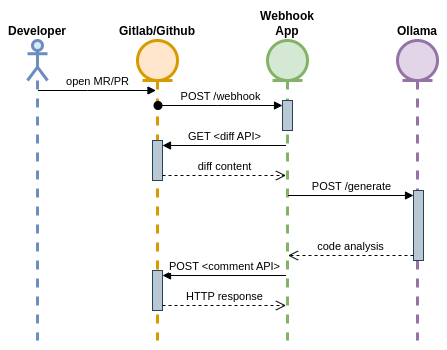 Developer
Gitlab/Github
Webhook
App
Ollama
open MR/PR
POST /webhook
GET <diff API>
diff content
POST /generate
code analysis
POST <comment API>
HTTP response